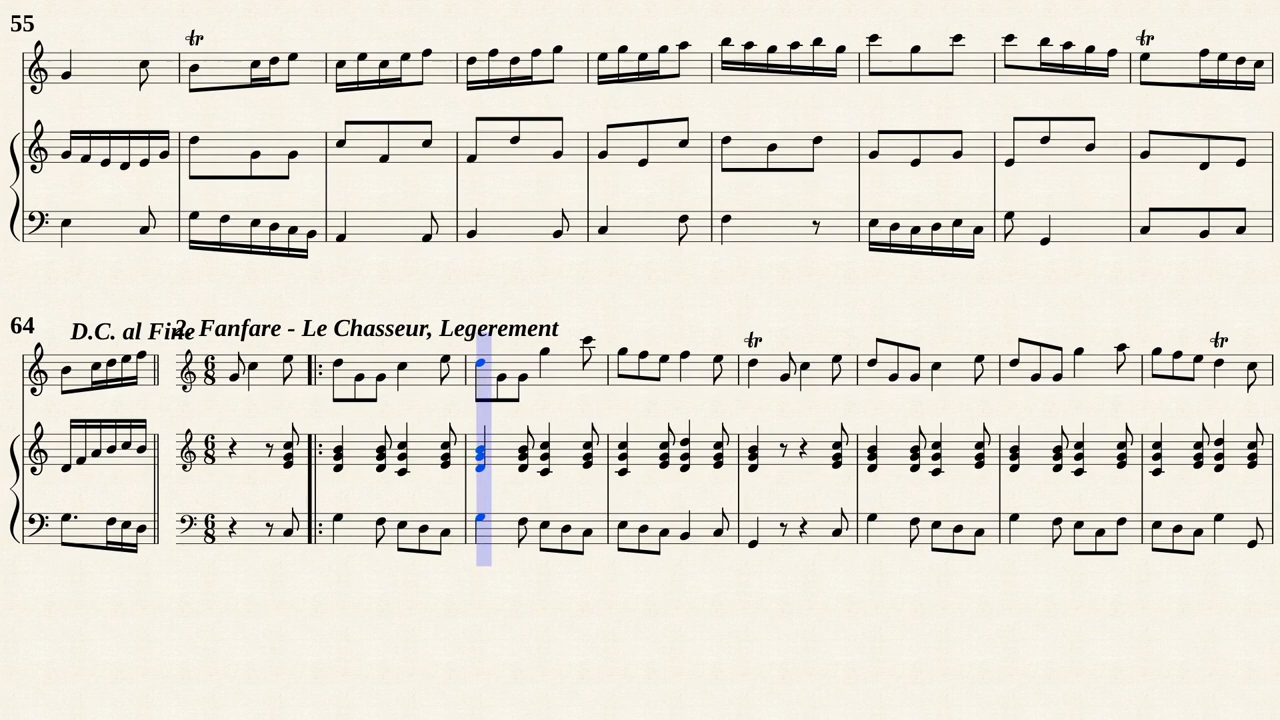 55
tr
tr
64
D.C. al Fine
2. Fanfare - Le Chasseur, Legerement
6
8
6
8
6
8
tr
tr